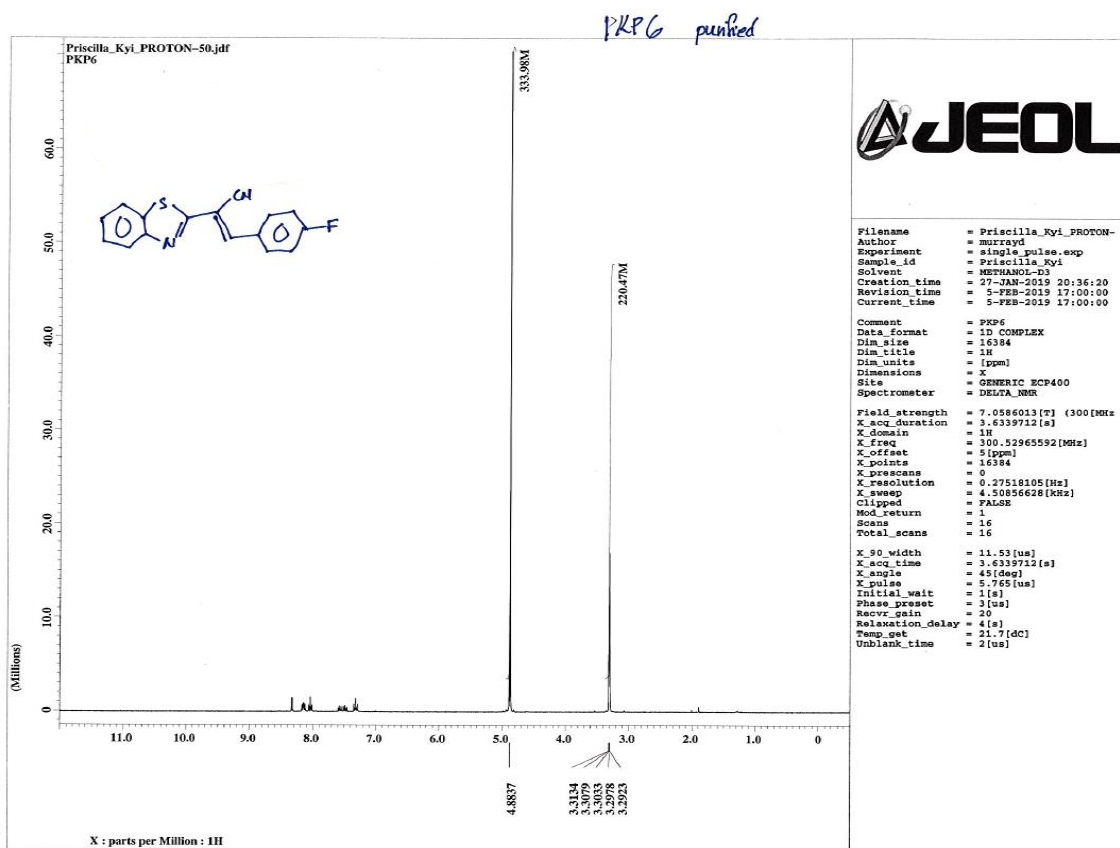 PKP6 purified
Priscilla_Kyi_PROTON-50.jdf
PKP6
333.98M
220.47M
S
N
CN
F
(Millions)
60.0
50.0
40.0
30.0
20.0
10.0
0
11.0 10.0 9.0 8.0 7.0 6.0 5.0 4.0 3.0 2.0 1.0 0
4.8837
3.3134
3.3079
3.3033
3.2978
3.2923
X : parts per Million : 1H
JEOL
Filename = Priscilla_Kyi_PROTON-
Author = murrayd
Experiment = single_pulse.exp
Sample_id = Priscilla_Kyi
Solvent = METHANOL-D3
Creation_time = 27-JAN-2019 20:36:20
Revision_time = 5-FEB-2019 17:00:00
Current_time = 5-FEB-2019 17:00:00
Comment = PKP6
Data_format = 1D COMPLEX
Dim_size = 16384
Dim_title = 1H
Dim_units = [ppm]
Dimensions = X
Site = GENERIC ECP400
Spectrometer = DELTA_NMR
Field_strength = 7.0586013[T] (300[MHz
X_acq_duration = 3.6339712[s]
X_domain = 1H
X_freq = 300.52965592[MHz]
X_offset = 5[ppm]
X_points = 16384
X_prescans = 0
X_resolution = 0.27518105[Hz]
X_sweep = 4.50856628[kHz]
Clipped = FALSE
Mod_return = 1
Scans = 16
Total_scans = 16
X_90_width = 11.53[us]
X_acq_time = 3.6339712[s]
X_angle = 45[deg]
X_pulse = 5.765[us]
Initial_wait = 1[s]
Phase_preset = 3[us]
Recvr_gain = 20
Relaxation_delay = 4[s]
Temp_get = 21.7[dC]
Unblank_time = 2[us]